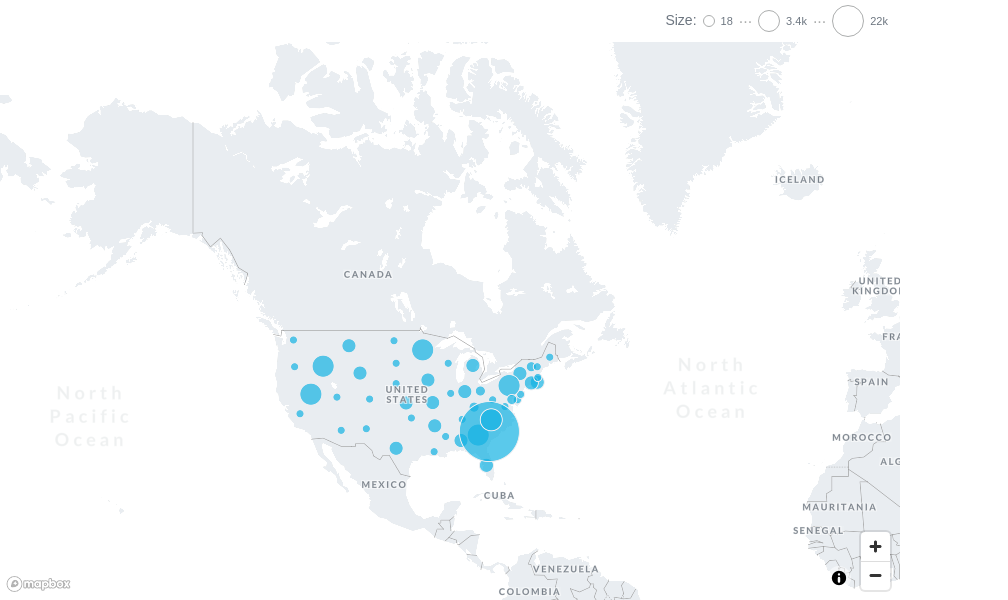 Size: 18 ··· 3.4k ··· 22k
ICELAND
CANADA
UNITED
KINGDO
FRA
North
Pacific
Ocean
North
Atlantic
Ocean
UNITED
STATES
SPAIN
MOROCCO
ALG
MEXICO
CUBA
MAURITANIA
SENEGAL
VENEZUELA
COLOMBIA
mapbox